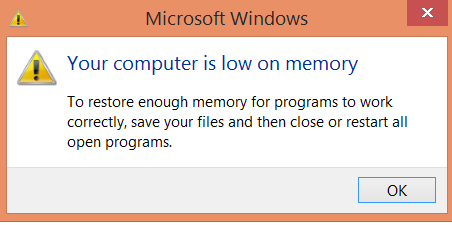 Microsoft Windows
Your computer is low on memory
To restore enough memory for programs to work
correctly, save your files and then close or restart all
open programs.
OK